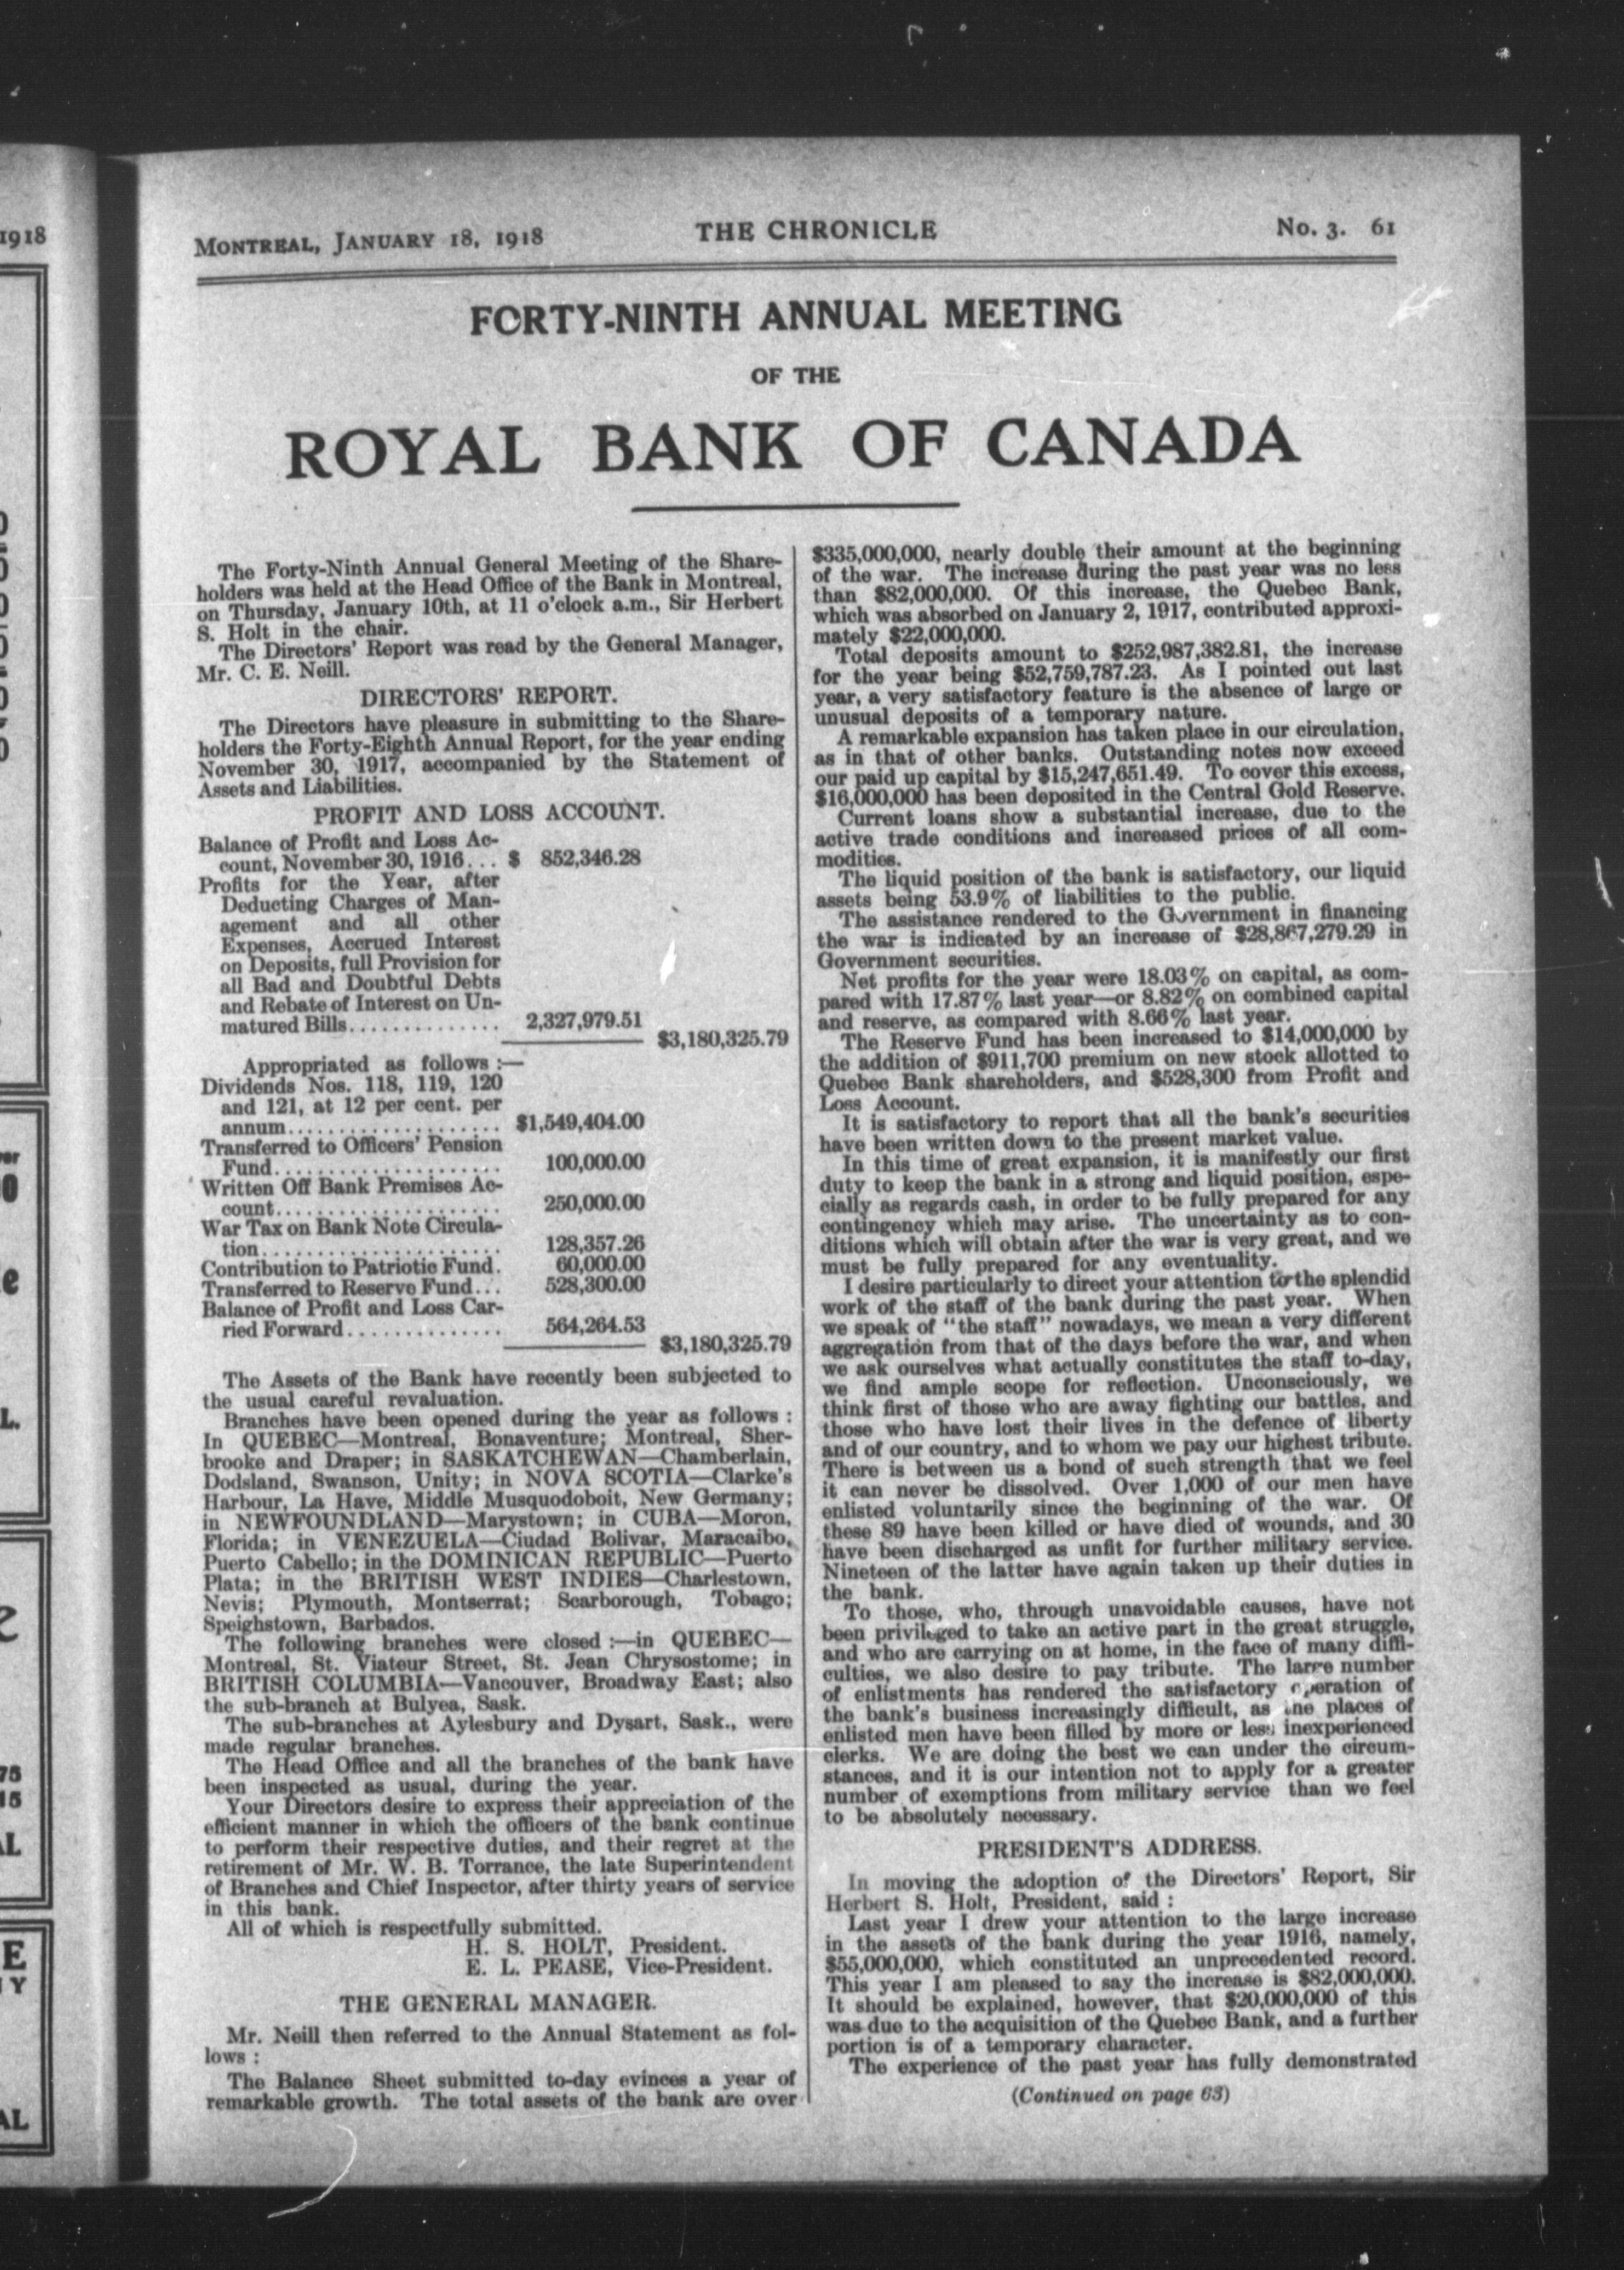 1918
MONTREAL, JANUARY 18, 1918
THE CHRONICLE
No. 3. 61
FORTY-NINTH ANNUAL MEETING
OF THE
ROYAL BANK OF CANADA
The Forty-Ninth Annual General Meeting of the Share-
holders was held at the Head Office of the Bank in Montreal,
on Thursday, January 10th, at 11 o'clock a.m., Sir Herbert
S. Holt in the chair.
The Directors' Report was read by the General Manager,
Mr. C. E. Neill.
DIRECTORS' REPORT.
The Directors have pleasure in submitting to the Share-
holders the Forty-Eighth Annual Report, for the year ending
November 30, 1917, accompanied by the Statement of
Assets and Liabilities.
PROFIT AND LOSS ACCOUNT.
Balance of Profit and Loss Ac-
count, November 30, 1916... $ 852,346.28
Profits for the Year, after
Deducting Charges of Man-
agement and all other
Expenses, Accrued Interest
on Deposits, full Provision for
all Bad and Doubtful Debts
and Rebate of Interest on Un-
matured Bills.............. 2,327,979.51
$3,180,325.79
Appropriated as follows :—
Dividends Nos. 118, 119, 120
and 121, at 12 per cent. per
annum.................... $1,549,404.00
Transferred to Officers' Pension
Fund..................... 100,000.00
Written Off Bank Premises Ac-
count..................... 250,000.00
War Tax on Bank Note Circula-
tion....................... 128,357.26
Contribution to Patriotic Fund. 60,000.00
Transferred to Reserve Fund... 528,300.00
Balance of Profit and Loss Car-
ried Forward.............. 564,264.53
$3,180,325.79
The Assets of the Bank have recently been subjected to
the usual careful revaluation.
Branches have been opened during the year as follows :
In QUEBEC—Montreal, Bonaventure; Montreal, Sher-
brooke and Draper; in SASKATCHEWAN—Chamberlain,
Dodsland, Swanson, Unity; in NOVA SCOTIA—Clarke's
Harbour, La Have, Middle Musquodoboit, New Germany;
in NEWFOUNDLAND—Marystown; in CUBA—Moron,
Florida; in VENEZUELA—Ciudad Bolivar, Maracaibo,
Puerto Cabello; in the DOMINICAN REPUBLIC—Puerto
Plata; in the BRITISH WEST INDIES—Charlestown,
Nevis; Plymouth, Montserrat; Scarborough, Tobago;
Speighstown, Barbados.
The following branches were closed :—in QUEBEC—
Montreal, St. Viateur Street, St. Jean Chrysostome; in
BRITISH COLUMBIA—Vancouver, Broadway East; also
the sub-branch at Bulyea, Sask.
The sub-branches at Aylesbury and Dysart, Sask., were
made regular branches.
The Head Office and all the branches of the bank have
been inspected as usual, during the year.
Your Directors desire to express their appreciation of the
efficient manner in which the officers of the bank continue
to perform their respective duties, and their regret at the
retirement of Mr. W. B. Torrance, the late Superintendent
of Branches and Chief Inspector, after thirty years of service
in this bank.
All of which is respectfully submitted.
H. S. HOLT, President.
E. L. PEASE, Vice-President.
THE GENERAL MANAGER.
Mr. Neill then referred to the Annual Statement as fol-
lows :
The Balance Sheet submitted to-day evinces a year of
remarkable growth. The total assets of the bank are over
$335,000,000, nearly double their amount at the beginning
of the war. The increase during the past year was no less
than $82,000,000. Of this increase, the Quebec Bank,
which was absorbed on January 2, 1917, contributed approxi-
mately $22,000,000.
Total deposits amount to $252,987,382.81, the increase
for the year being $52,759,787.23. As I pointed out last
year, a very satisfactory feature is the absence of large or
unusual deposits of a temporary nature.
A remarkable expansion has taken place in our circulation,
as in that of other banks. Outstanding notes now exceed
our paid up capital by $15,247,651.49. To cover this excess,
$16,000,000 has been deposited in the Central Gold Reserve.
Current loans show a substantial increase, due to the
active trade conditions and increased prices of all com-
modities.
The liquid position of the bank is satisfactory, our liquid
assets being 53.9% of liabilities to the public.
The assistance rendered to the Government in financing
the war is indicated by an increase of $28,867,279.29 in
Government securities.
Net profits for the year were 18.03% on capital, as com-
pared with 17.87% last year—or 8.82% on combined capital
and reserve, as compared with 8.66% last year.
The Reserve Fund has been increased to $14,000,000 by
the addition of $911,700 premium on new stock allotted to
Quebec Bank shareholders, and $528,300 from Profit and
Loss Account.
It is satisfactory to report that all the bank's securities
have been written down to the present market value.
In this time of great expansion, it is manifestly our first
duty to keep the bank in a strong and liquid position, espe-
cially as regards cash, in order to be fully prepared for any
contingency which may arise. The uncertainty as to con-
ditions which will obtain after the war is very great, and we
must be fully prepared for any eventuality.
I desire particularly to direct your attention to the splendid
work of the staff of the bank during the past year. When
we speak of "the staff" nowadays, we mean a very different
aggregation from that of the days before the war, and when
we ask ourselves what actually constitutes the staff to-day,
we find ample scope for reflection. Unconsciously, we
think first of those who are away fighting our battles, and
those who have lost their lives in the defence of liberty
and of our country, and to whom we pay our highest tribute.
There is between us a bond of such strength that we feel
it can never be dissolved. Over 1,000 of our men have
enlisted voluntarily since the beginning of the war. Of
these 89 have been killed or have died of wounds, and 30
have been discharged as unfit for further military service.
Nineteen of the latter have again taken up their duties in
the bank.
To those, who, through unavoidable causes, have not
been privileged to take an active part in the great struggle,
and who are carrying on at home, in the face of many diffi-
culties, we also desire to pay tribute. The large number
of enlistments has rendered the satisfactory operation of
the bank's business increasingly difficult, as the places of
enlisted men have been filled by more or less inexperienced
clerks. We are doing the best we can under the circum-
stances, and it is our intention not to apply for a greater
number of exemptions from military service than we feel
to be absolutely necessary.
PRESIDENT'S ADDRESS.
In moving the adoption of the Directors' Report, Sir
Herbert S. Holt, President, said :
Last year I drew your attention to the large increase
in the assets of the bank during the year 1916, namely,
$55,000,000, which constituted an unprecedented record.
This year I am pleased to say the increase is $82,000,000.
It should be explained, however, that $20,000,000 of this
was due to the acquisition of the Quebec Bank, and a further
portion is of a temporary character.
The experience of the past year has fully demonstrated
(Continued on page 63)